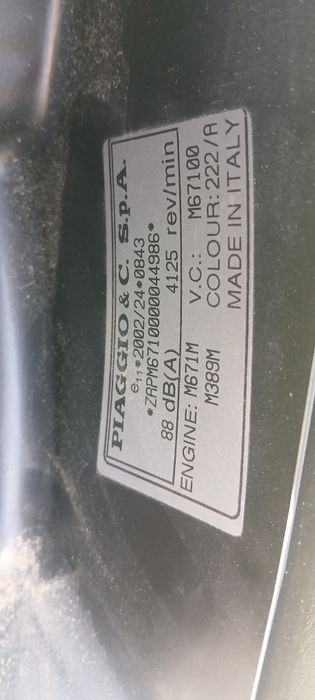 PIAGGIO & C. S.p.A.
e₁₁*2002/24*0843
*ZAPM6710000044986*
88 dB(A) 4125 rev/min
ENGINE: M671M V.C.: M67100
M389M COLOUR: 222/A
MADE IN ITALY